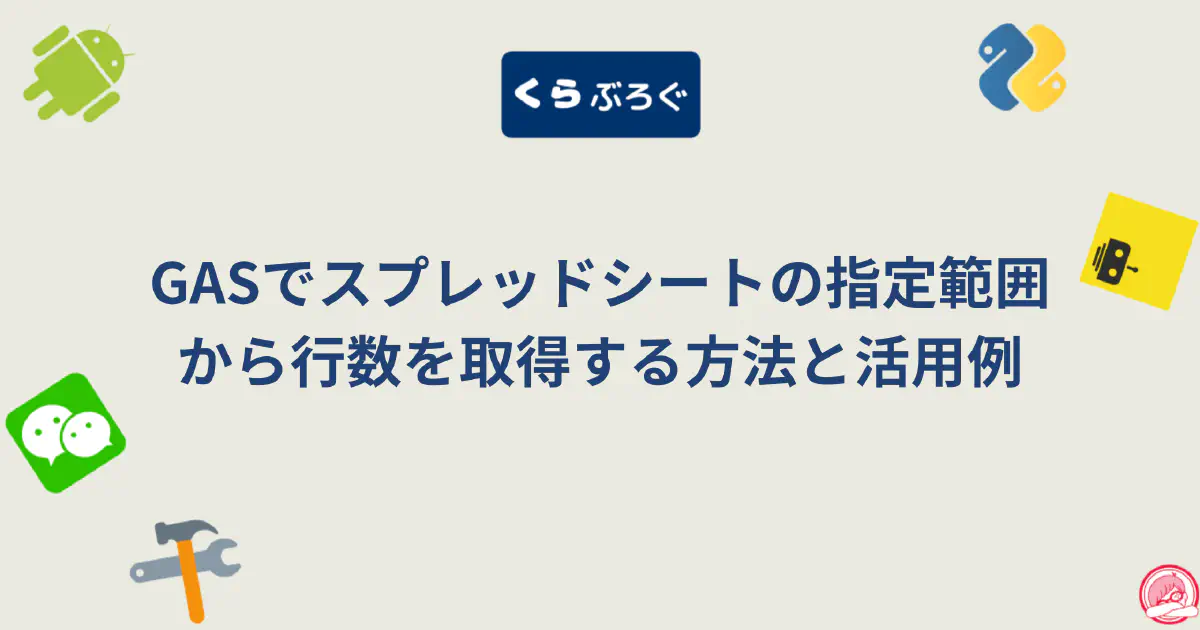 くらぶろぐ
GASでスプレッドシートの指定範囲
から行数を取得する方法と活用例